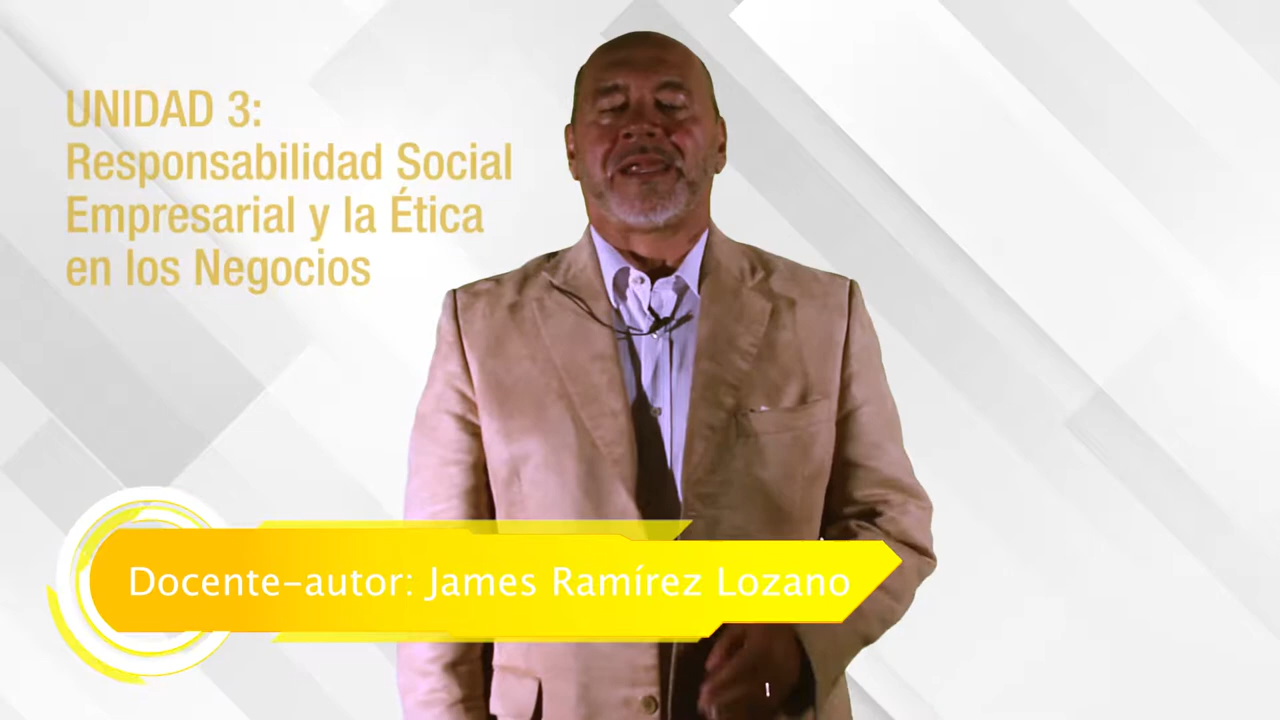 UNIDAD 3:
Responsabilidad Social
Empresarial y la Ética
en los Negocios
Docente-autor: James Ramírez Lozano